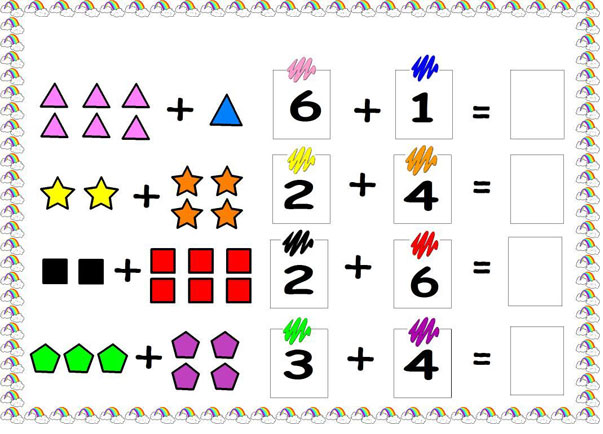 + 6 + 1 =
+ 2 + 4 =
+ 2 + 6 =
+ 3 + 4 =